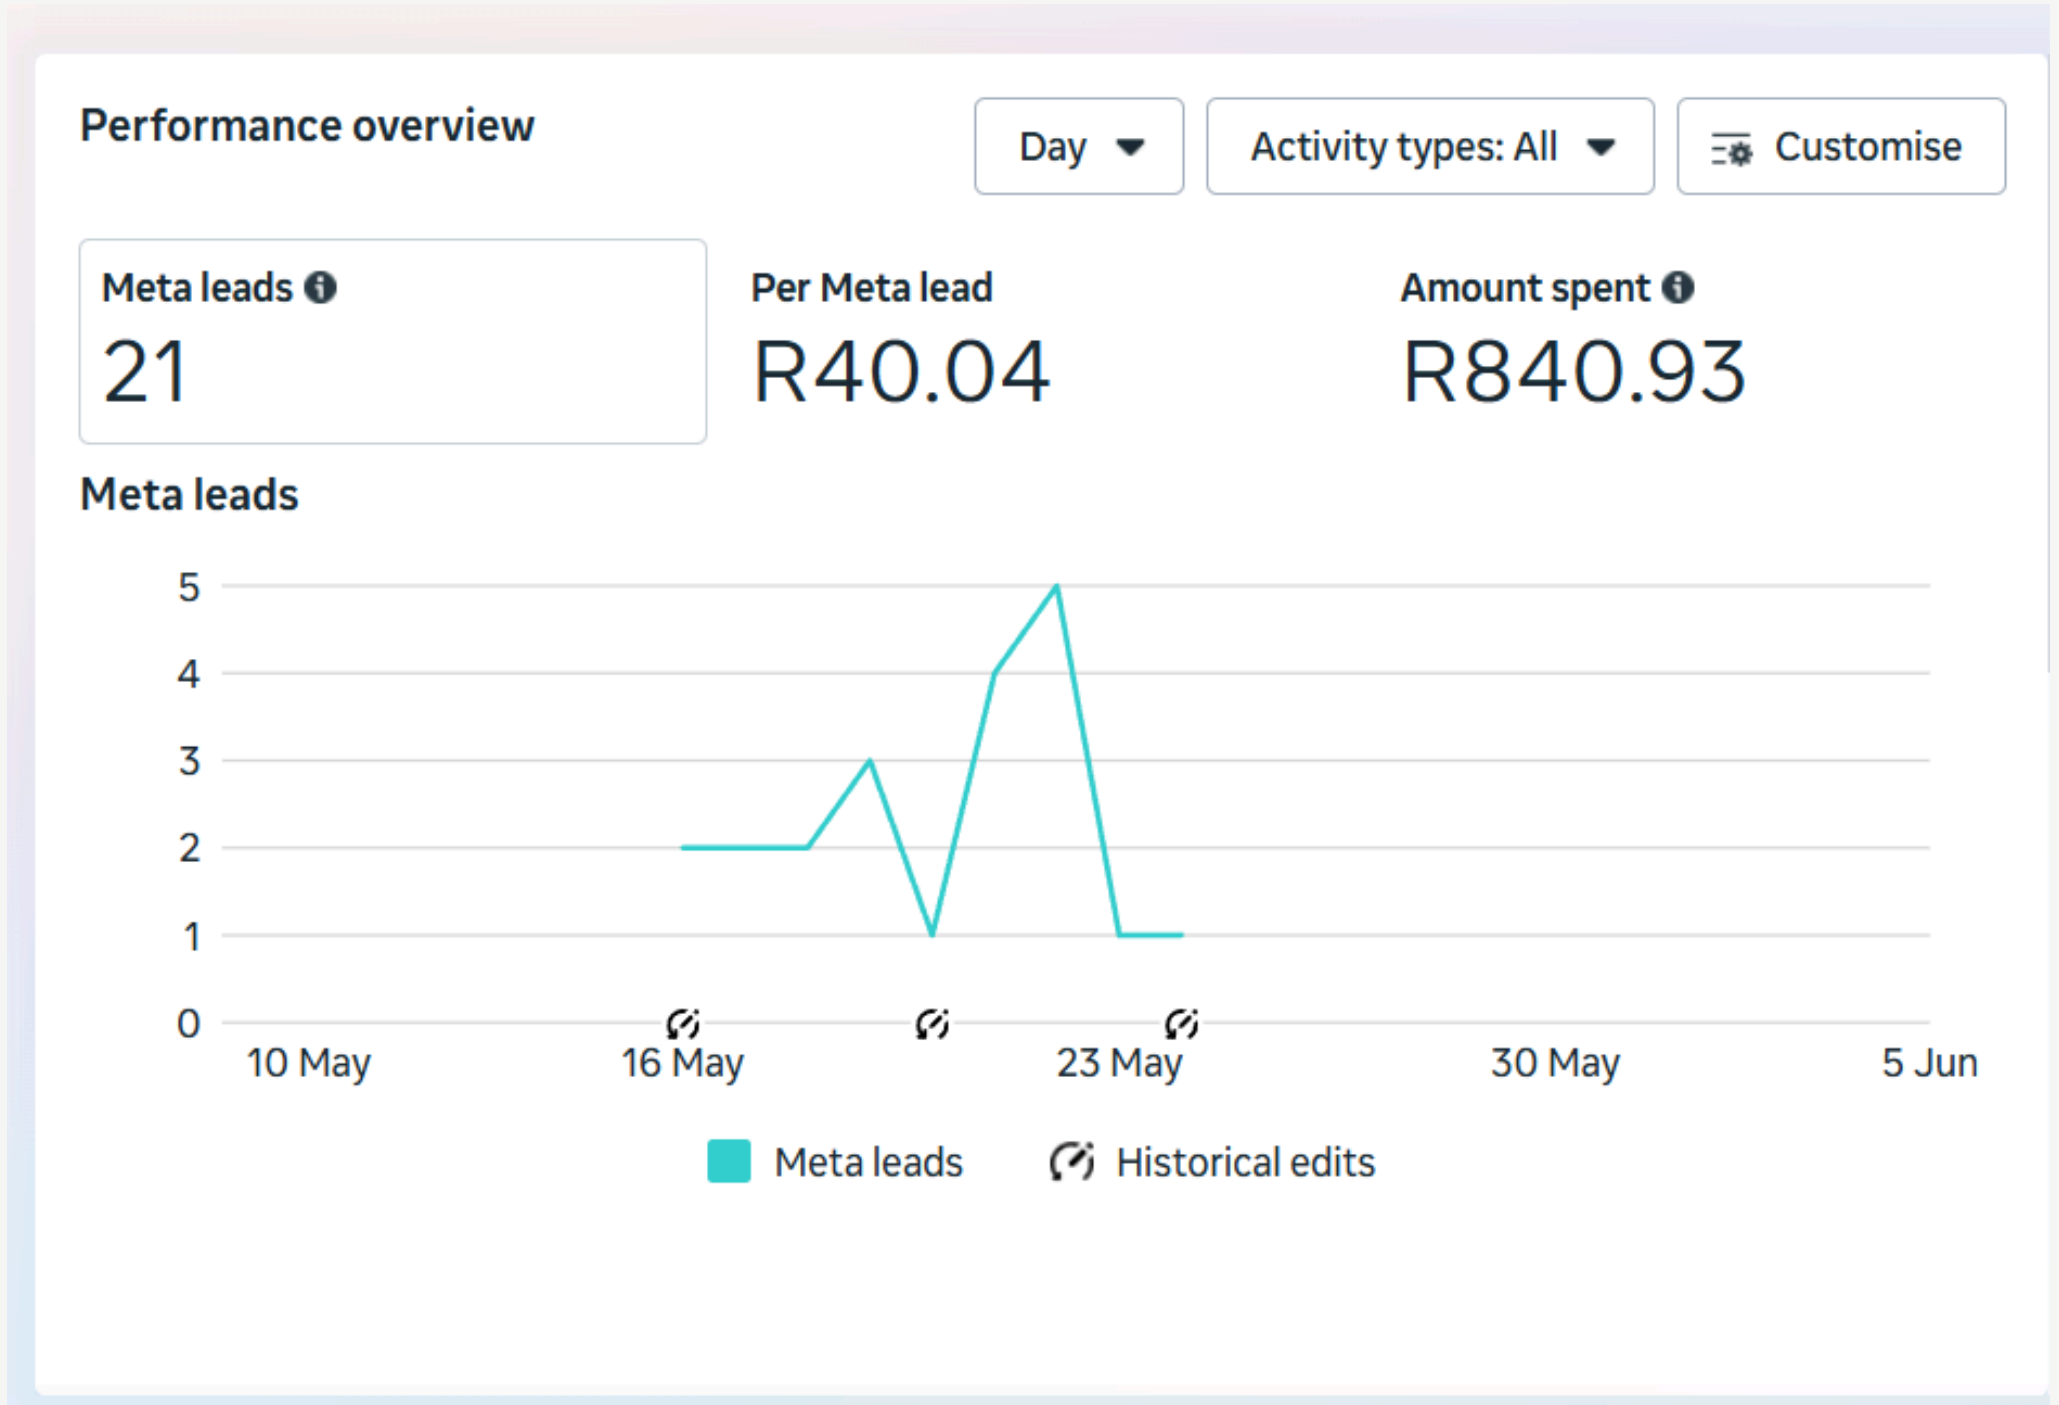 Performance overview
Day
Activity types: All
Customise
Meta leads
21
Per Meta lead
R40.04
Amount spent
R840.93
Meta leads
5
4
3
2
1
0
10 May
16 May
23 May
30 May
5 Jun
Meta leads
Historical edits